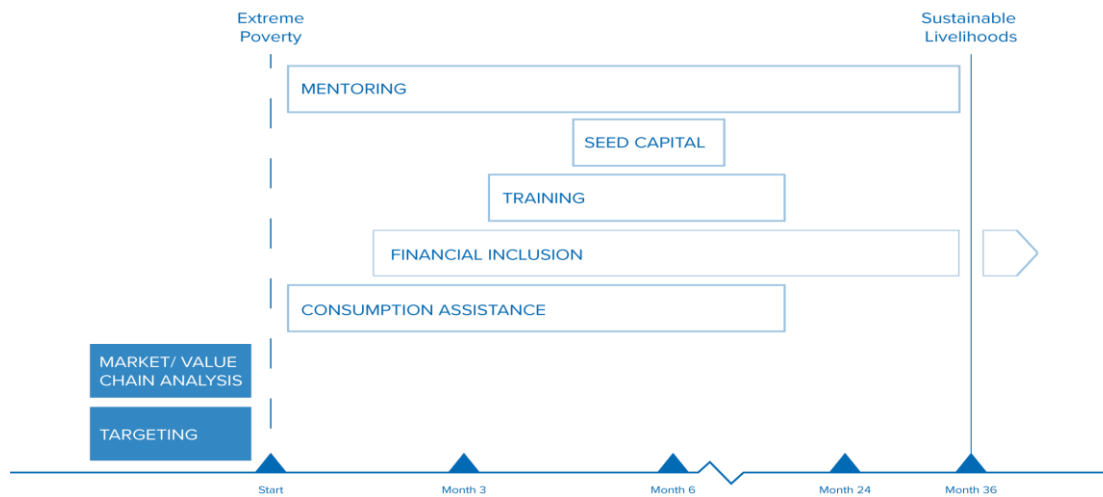 Extreme
Poverty
Sustainable
Livelihoods
MENTORING
SEED CAPITAL
TRAINING
FINANCIAL INCLUSION
CONSUMPTION ASSISTANCE
MARKET/ VALUE
CHAIN ANALYSIS
TARGETING
Start
Month 3
Month 6
Month 24
Month 36